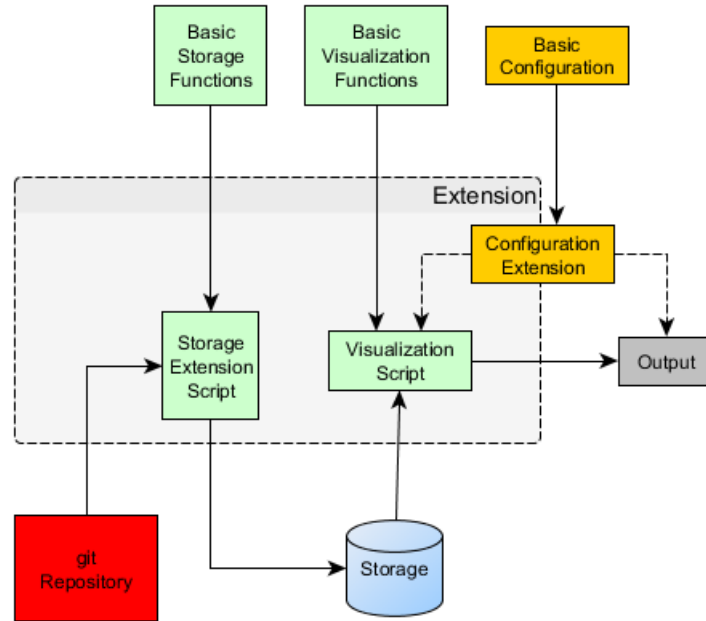 Basic
Storage
Functions
Basic
Visualization
Functions
Basic
Configuration
Extension
Configuration
Extension
Storage
Extension
Script
Visualization
Script
Output
git
Repository
Storage